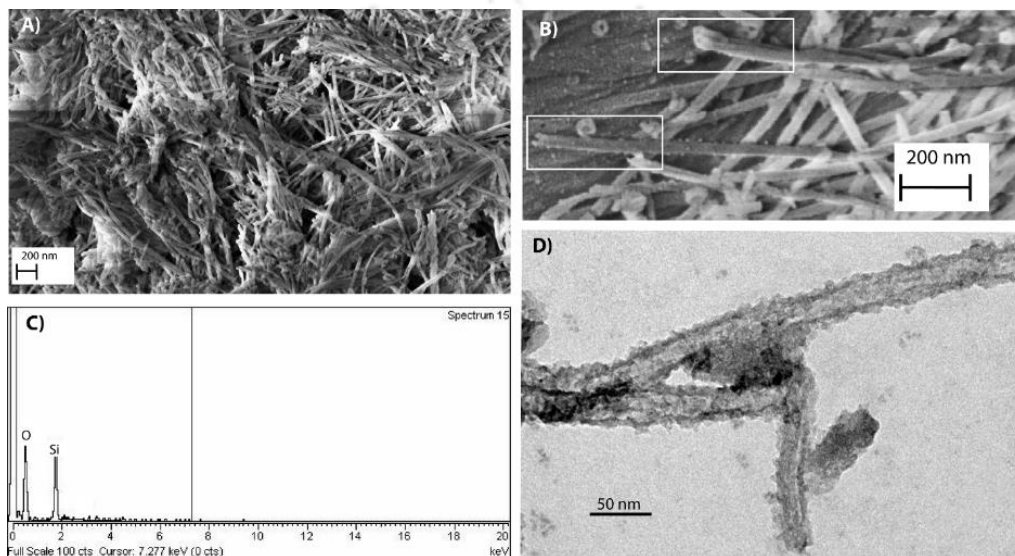 A)
200 nm
B)
200 nm
C)
Spectrum 15
O
Si
0 2 4 6 8 10 12 14 16 18 20
Full Scale 100 cts Cursor: 7.277 keV (0 cts) keV
D)
50 nm